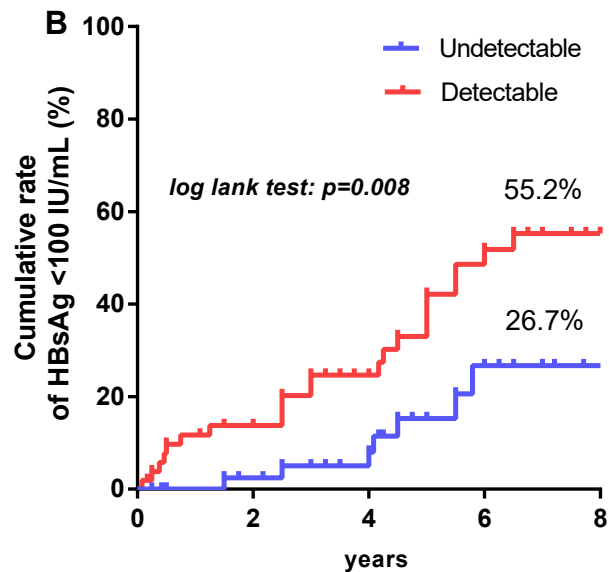 B
Undetectable
Detectable
log lank test: p=0.008
55.2%
26.7%
Cumulative rate
of HBsAg <100 IU/mL (%)
100
80
60
40
20
0
0 2 4 6 8
years